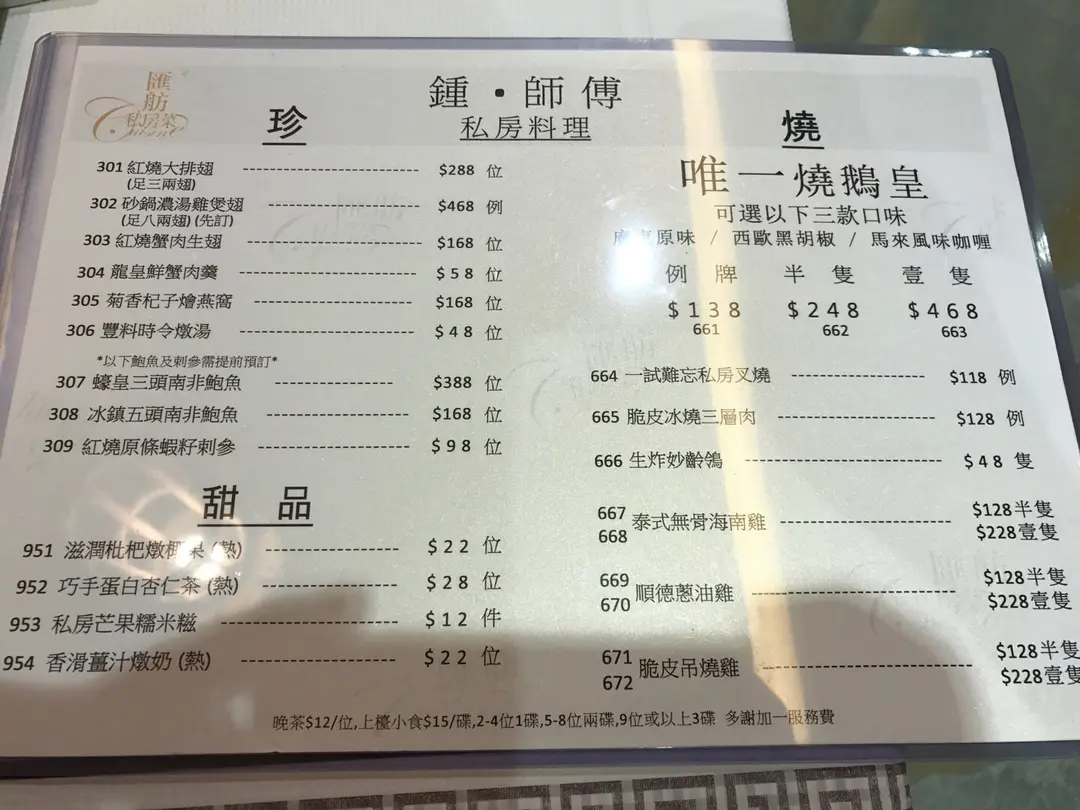 匯舫
私房菜
Cuisine
鍾·師傅
私房料理
珍
301 紅燒大排翅 $288 位
(足三兩翅)
302 砂鍋濃湯雞煲翅 $468 例
(足八兩翅)(先訂)
303 紅燒蟹肉生翅 $168 位
304 龍皇鮮蟹肉羹 $58 位
305 菊香杞子燴燕窩 $168 位
306 豐料時令燉湯 $48 位
*以下鮑魚及刺參需提前預訂*
307 蠔皇三頭南非鮑魚 $388 位
308 冰鎮五頭南非鮑魚 $168 位
309 紅燒原條蝦籽刺參 $98 位
甜品
951 滋潤枇杷燉 (熱) $22 位
952 巧手蛋白杏仁茶 (熱) $28 位
953 私房芒果糯米糍 $12 件
954 香滑薑汁燉奶 (熱) $22 位
燒
唯一燒鵝皇
可選以下三款口味
原味 / 西歐黑胡椒 / 馬來風味咖喱
例牌 半隻 壹隻
$138 $248 $468
661 662 663
664 一試難忘私房叉燒 $118 例
665 脆皮冰燒三層肉 $128 例
666 生炸妙齡鴿 $48 隻
667 $128半隻
泰式無骨海南雞
668 $228壹隻
669 $128半隻
順德蔥油雞
670 $228壹隻
671 $128半隻
脆皮吊燒雞
672 $228壹隻
晚茶$12/位,上檯小食$15/碟,2-4位1碟,5-8位兩碟,9位或以上3碟 多謝加一服務費